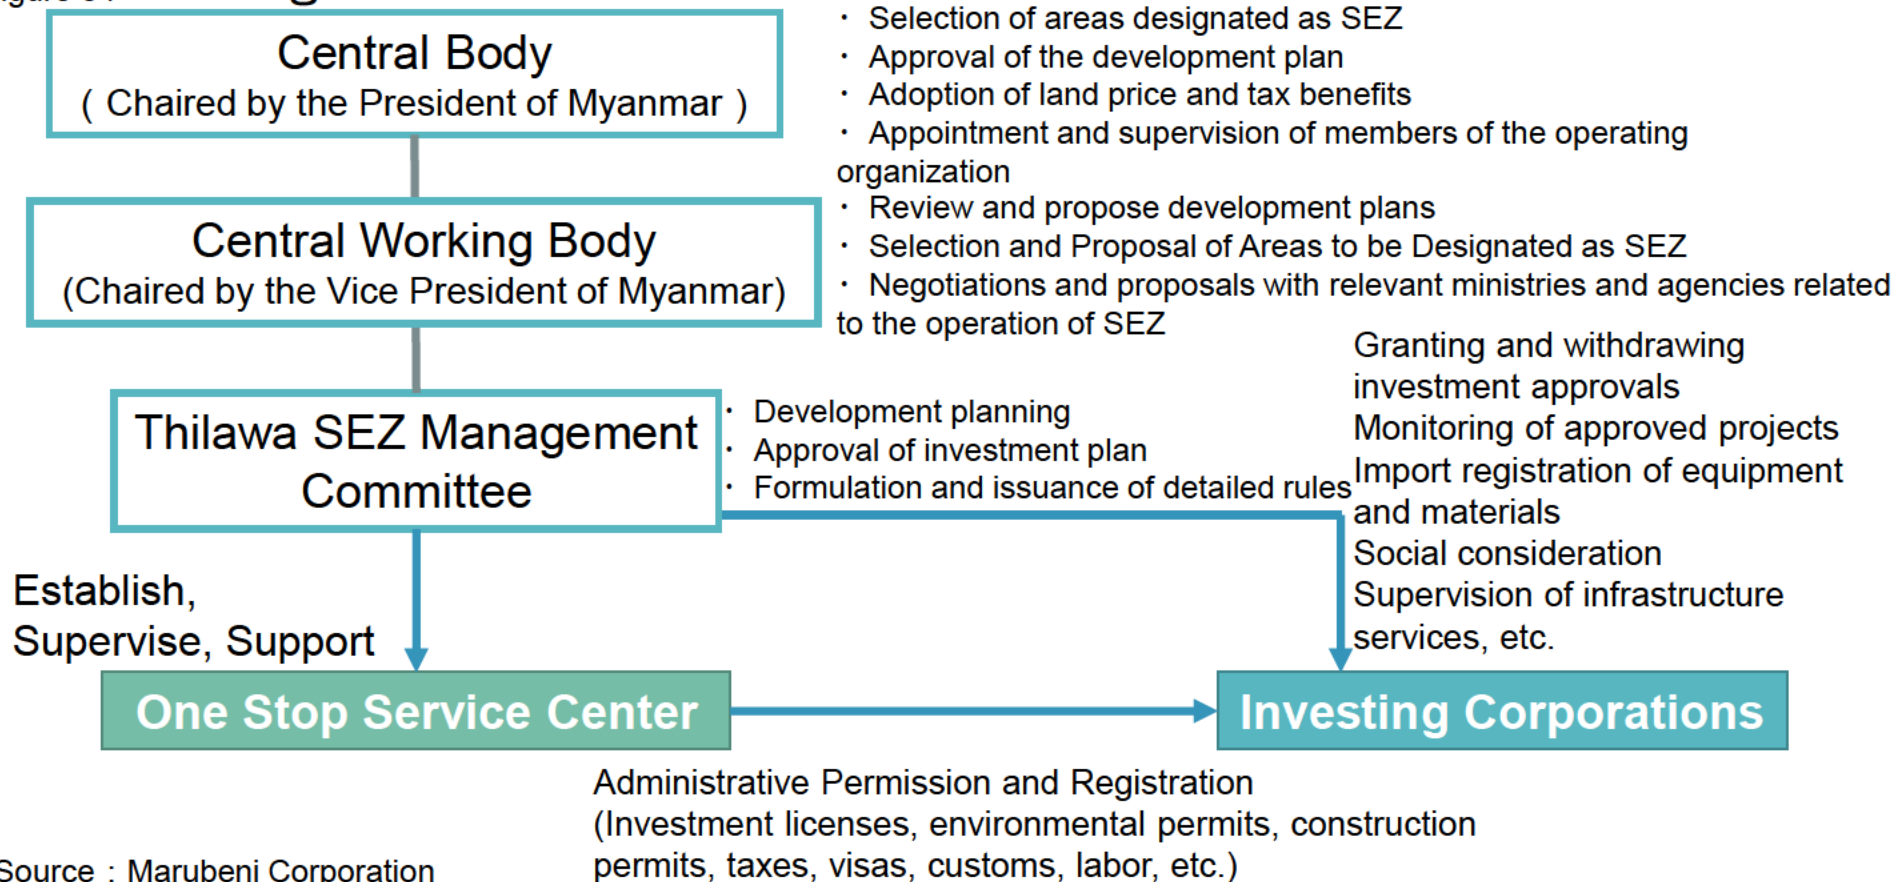 Central Body
( Chaired by the President of Myanmar )
・ Selection of areas designated as SEZ
・ Approval of the development plan
・ Adoption of land price and tax benefits
・ Appointment and supervision of members of the operating
organization
Central Working Body
(Chaired by the Vice President of Myanmar)
・ Review and propose development plans
・ Selection and Proposal of Areas to be Designated as SEZ
・ Negotiations and proposals with relevant ministries and agencies related
to the operation of SEZ
Thilawa SEZ Management
Committee
・ Development planning
・ Approval of investment plan
・ Formulation and issuance of detailed rules
Granting and withdrawing
investment approvals
Monitoring of approved projects
Import registration of equipment
and materials
Social consideration
Supervision of infrastructure
services, etc.
Establish,
Supervise, Support
One Stop Service Center
Investing Corporations
Administrative Permission and Registration
(Investment licenses, environmental permits, construction
permits, taxes, visas, customs, labor, etc.)
Source : Marubeni Corporation